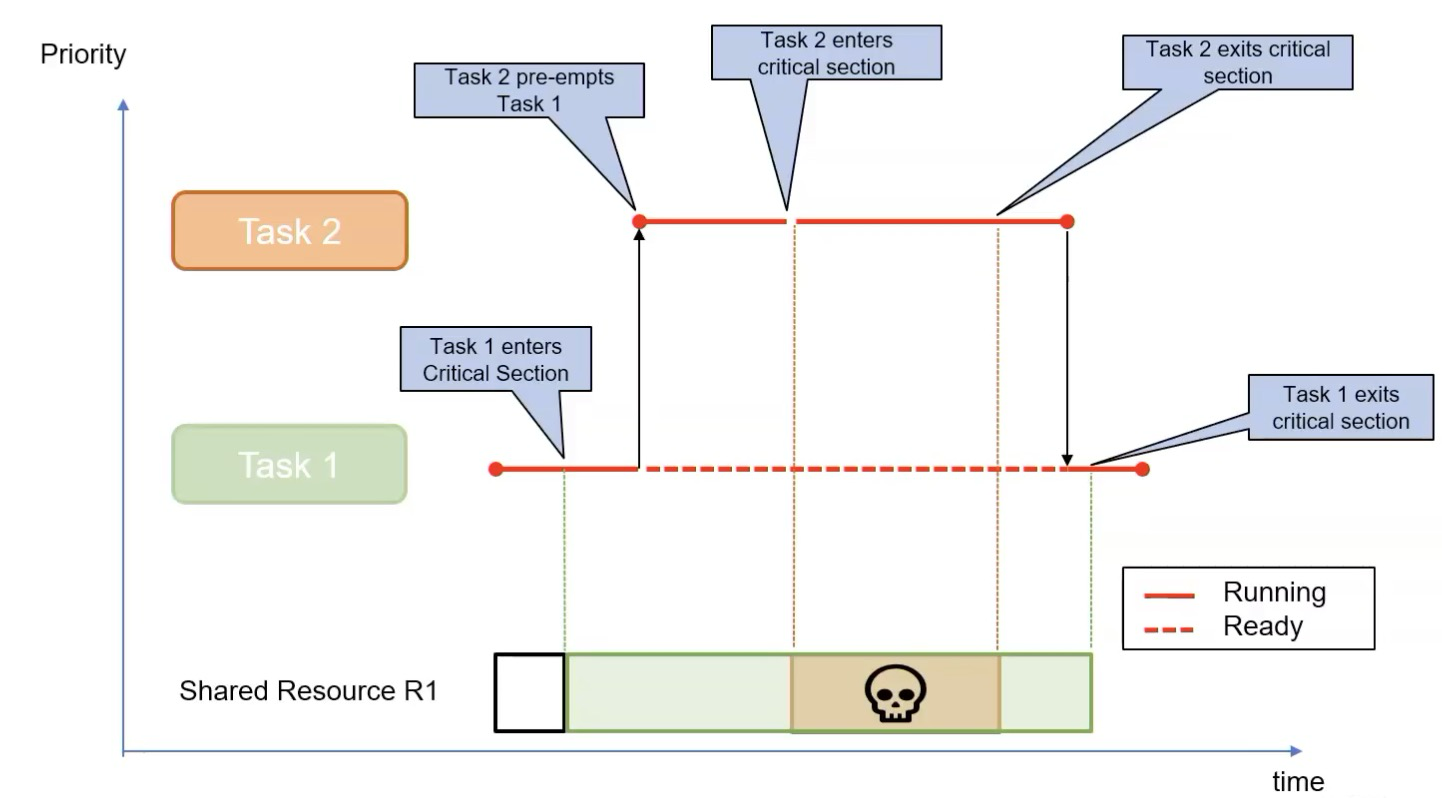 Priority
Task 2 pre-empts
Task 1
Task 2 enters
critical section
Task 2 exits critical
section
Task 2
Task 1 enters
Critical Section
Task 1 exits
critical section
Task 1
Running
Ready
Shared Resource R1
time